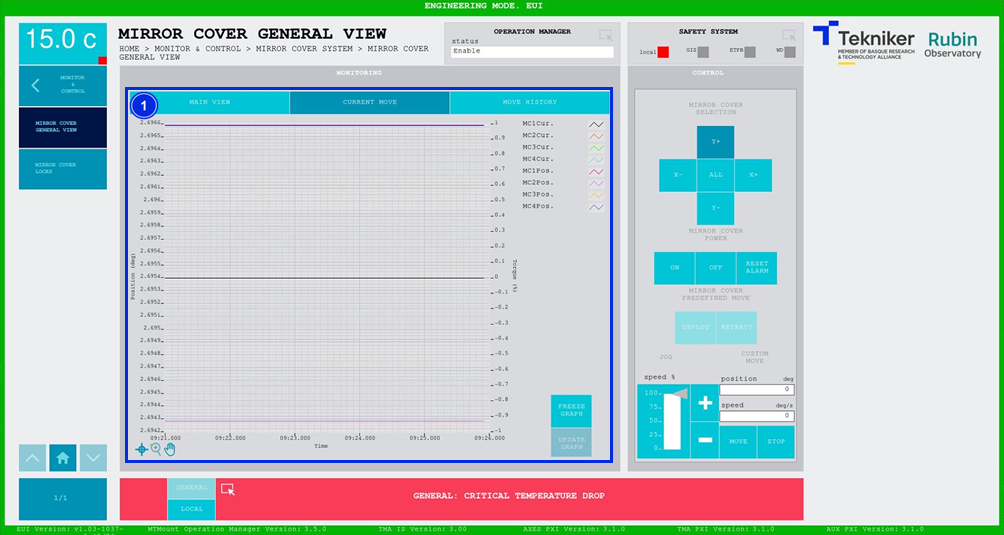 ENGINEERING MODE. EUI
15.0 c
MIRROR COVER GENERAL VIEW
HOME > MONITOR & CONTROL > MIRROR COVER SYSTEM > MIRROR COVER
GENERAL VIEW
OPERATION MANAGER
status
Enable
SAFETY SYSTEM
local
GIS
ETPB
WD
Tekniker
MEMBER OF BASQUE RESEARCH
& TECHNOLOGY ALLIANCE
Rubin
Observatory
MONITOR
&
CONTROL
MIRROR COVER
GENERAL VIEW
MIRROR COVER
LOCKS
1/1
MONITORING
1
MAIN VIEW
CURRENT MOVE
MOVE HISTORY
2.6966
2.6965
2.6964
2.6963
2.6962
2.6961
2.696
2.6959
2.6958
2.6957
2.6956
2.6955
2.6954
2.6953
2.6952
2.6951
2.695
2.6949
2.6948
2.6947
2.6946
2.6945
2.6944
2.6943
2.6942
Position (deg)
1
0.9
0.8
0.7
0.6
0.5
0.4
0.3
0.2
0.1
0
-0.1
-0.2
-0.3
-0.4
-0.5
-0.6
-0.7
-0.8
-0.9
-1
Torque (%)
09:21.000
09:22.000
09:23.000
09:24.000
09:25.000
09:26.000
Time
MC1Cur.
MC2Cur.
MC3Cur.
MC4Cur.
MC1Pos.
MC2Pos.
MC3Pos.
MC4Pos.
FREEZE
GRAPH
UPDATE
GRAPH
CONTROL
MIRROR COVER
SELECTION
Y+
X-
ALL
X+
Y-
MIRROR COVER
POWER
ON
OFF
RESET
ALARM
MIRROR COVER
PREDEFINED MOVE
DEPLOY
RETRACT
JOG
CUSTOM
MOVE
speed %
100
75
50
25
0
+
-
position
deg
0
speed
deg/s
0
MOVE
STOP
GENERAL
LOCAL
GENERAL: CRITICAL TEMPERATURE DROP
EUI Version: v1.03-1037-
MTMount Operation Manager Version: 3.5.0
TMA IS Version: 3.00
AXES PXI Version: 3.1.0
TMA PXI Version: 3.1.0
AUX PXI Version: 3.1.0